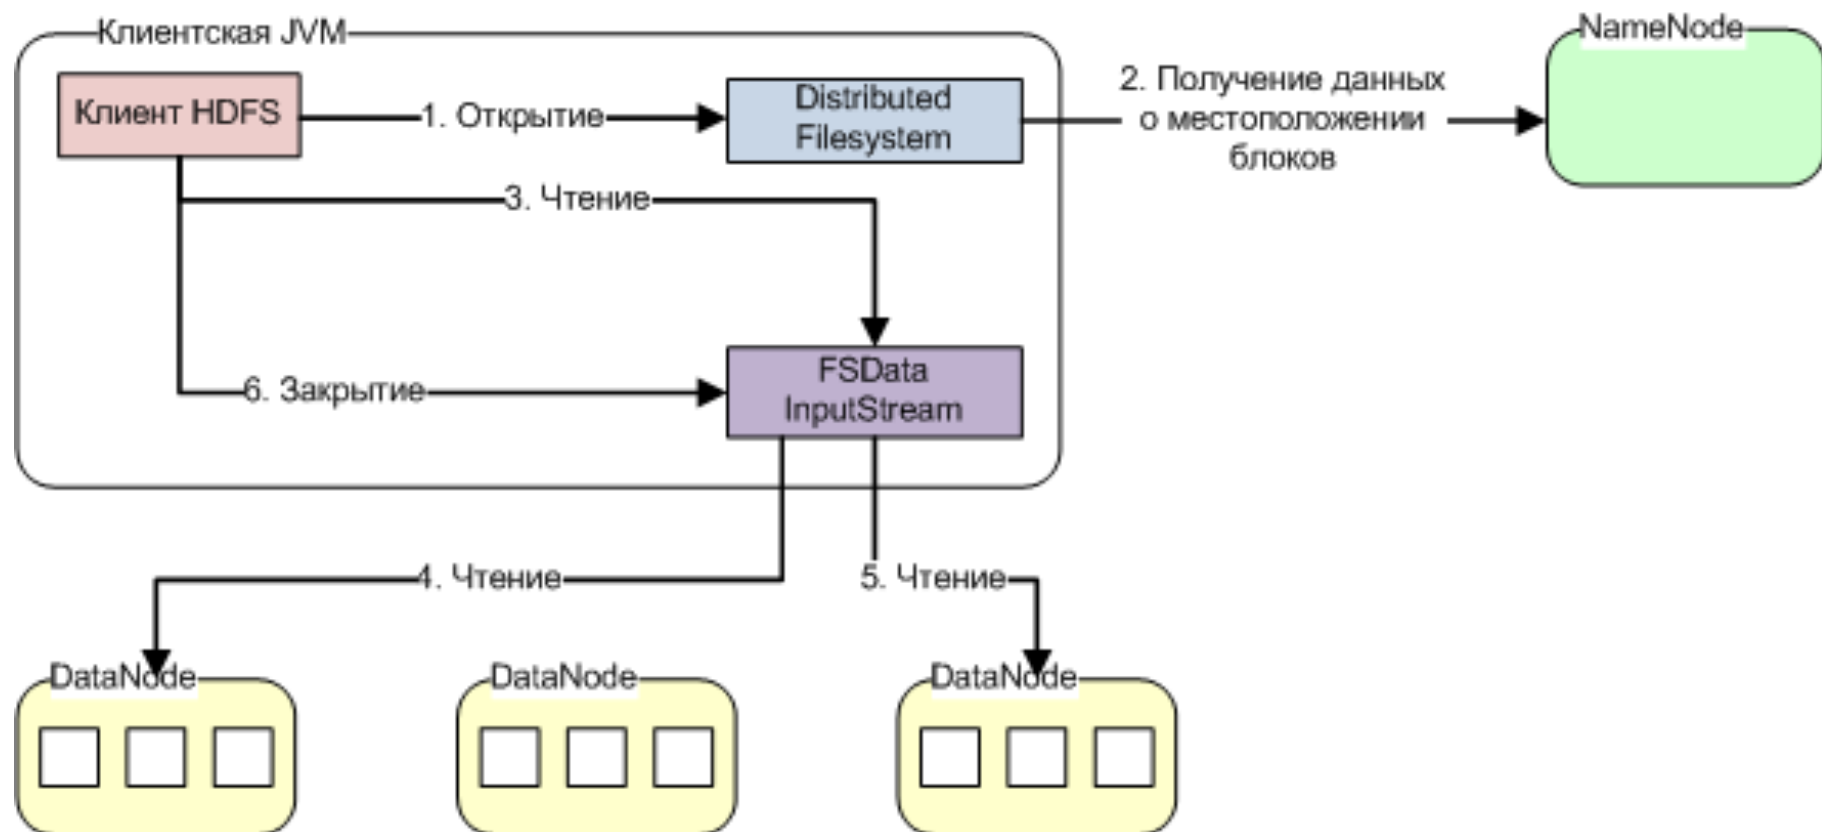 Клиентская JVM
NameNode
Клиент HDFS
1. Открытие
Distributed
Filesystem
2. Получение данных
о местоположении
блоков
3. Чтение
6. Закрытие
FSData
InputStream
4. Чтение
5. Чтение
DataNode
DataNode
DataNode